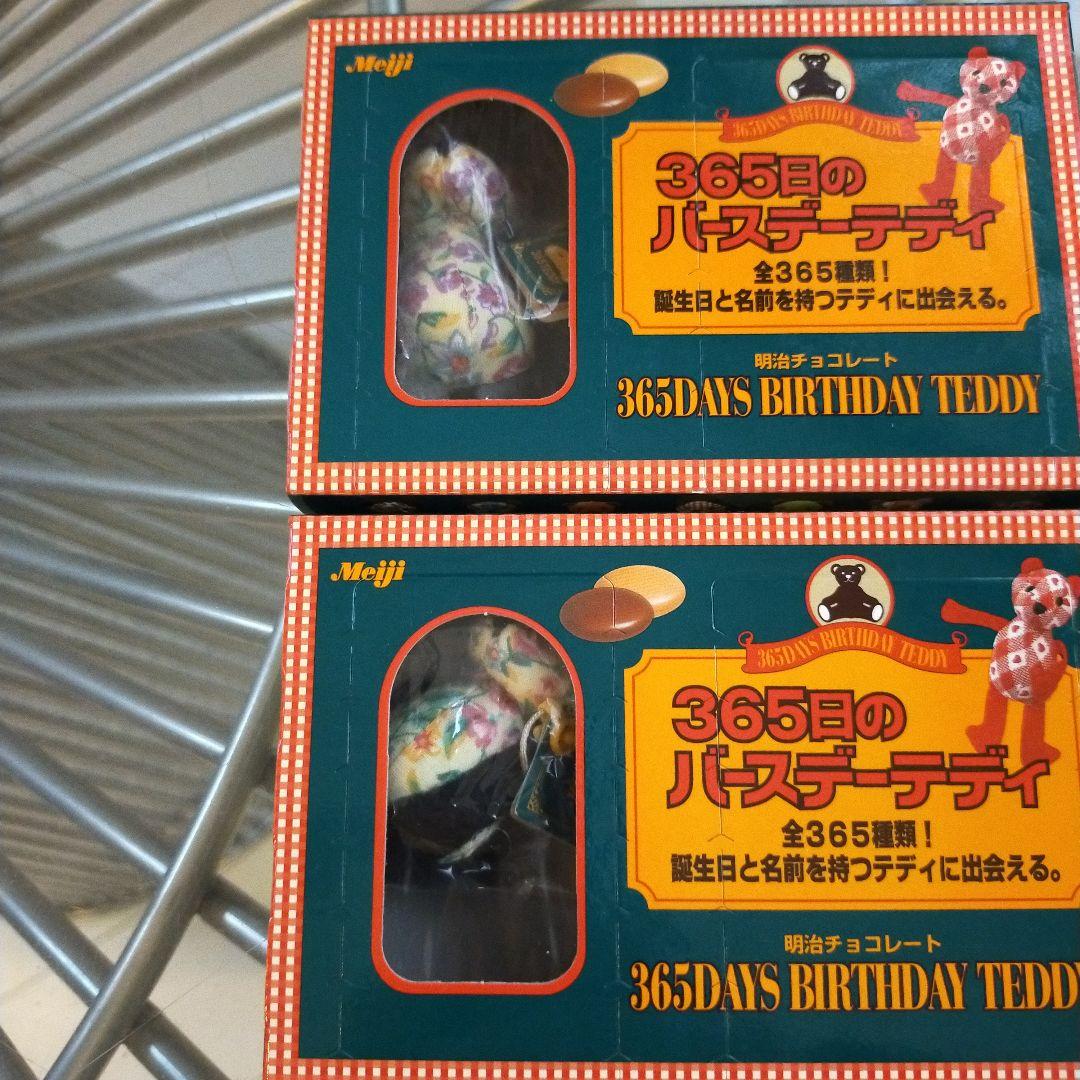 Meiji
365DAYS BIRTHDAY TEDDY
365日の
バースデーテディ
全365種類！
誕生日と名前を持つテディに出会える。
明治チョコレート
365DAYS BIRTHDAY TEDDY
Meiji
365DAYS BIRTHDAY TEDDY
365日の
バースデーテディ
全365種類！
誕生日と名前を持つテディに出会える。
明治チョコレート
365DAYS BIRTHDAY TEDD